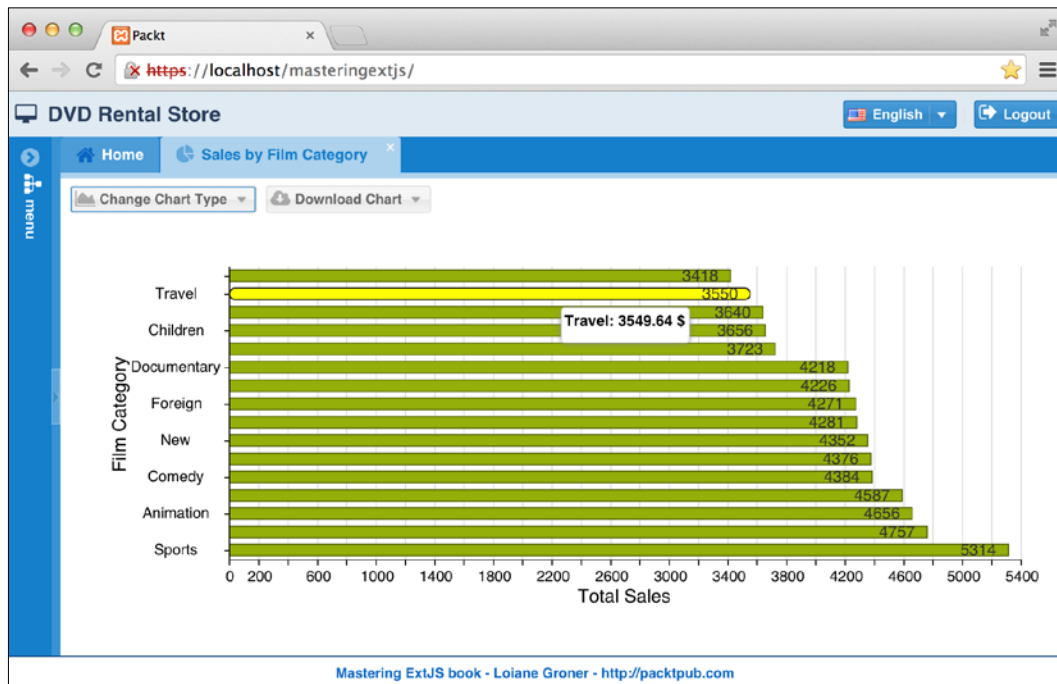 Packt
https://localhost/masteringextjs/
DVD Rental Store
English
Logout
menu
Home
Sales by Film Category
Change Chart Type
Download Chart
Film Category
3418
Travel 3550
3640
Travel: 3549.64 $
Children 3656
3723
Documentary 4218
4226
Foreign 4271
4281
New 4352
4376
Comedy 4384
4587
Animation 4656
4757
Sports 5314
0 200 600 1000 1400 1800 2200 2600 3000 3400 3800 4200 4600 5000 5400
Total Sales
Mastering ExtJS book - Loiane Groner - http://packtpub.com